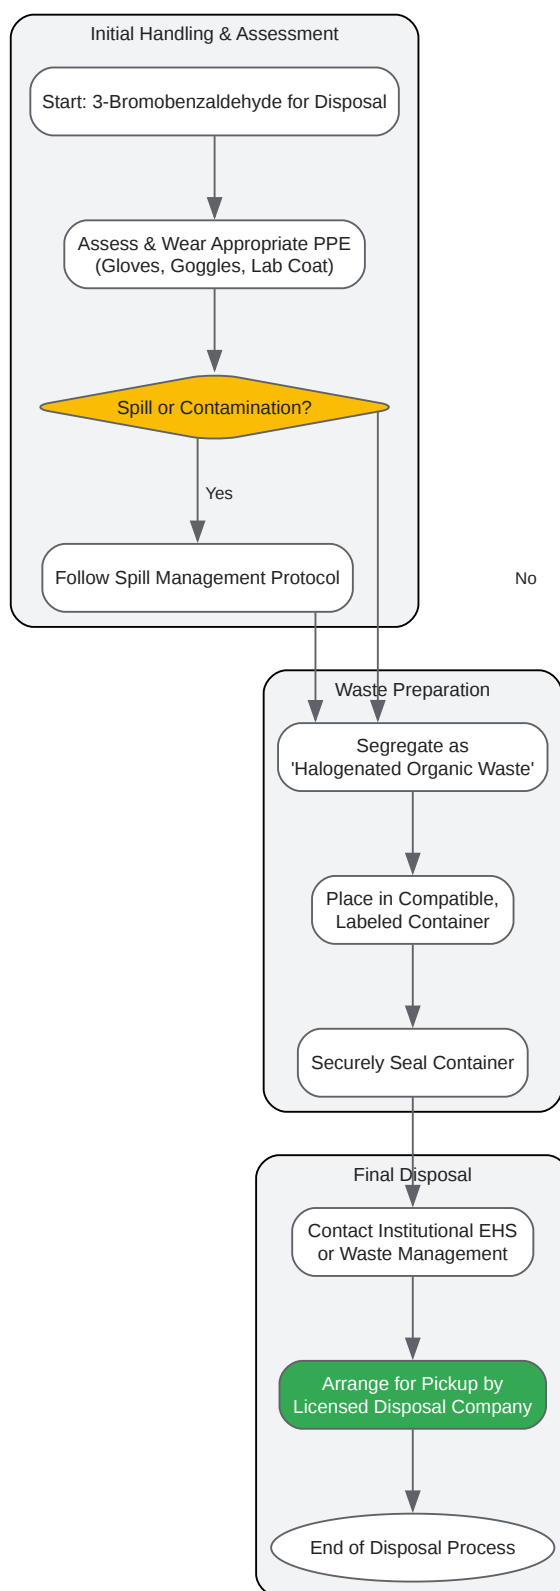 Initial Handling & Assessment
Start: 3-Bromobenzaldehyde for Disposal
Assess & Wear Appropriate PPE
(Gloves, Goggles, Lab Coat)
Spill or Contamination?
Yes
Follow Spill Management Protocol
No
Waste Preparation
Segregate as
'Halogenated Organic Waste'
Place in Compatible,
Labeled Container
Securely Seal Container
Final Disposal
Contact Institutional EHS
or Waste Management
Arrange for Pickup by
Licensed Disposal Company
End of Disposal Process